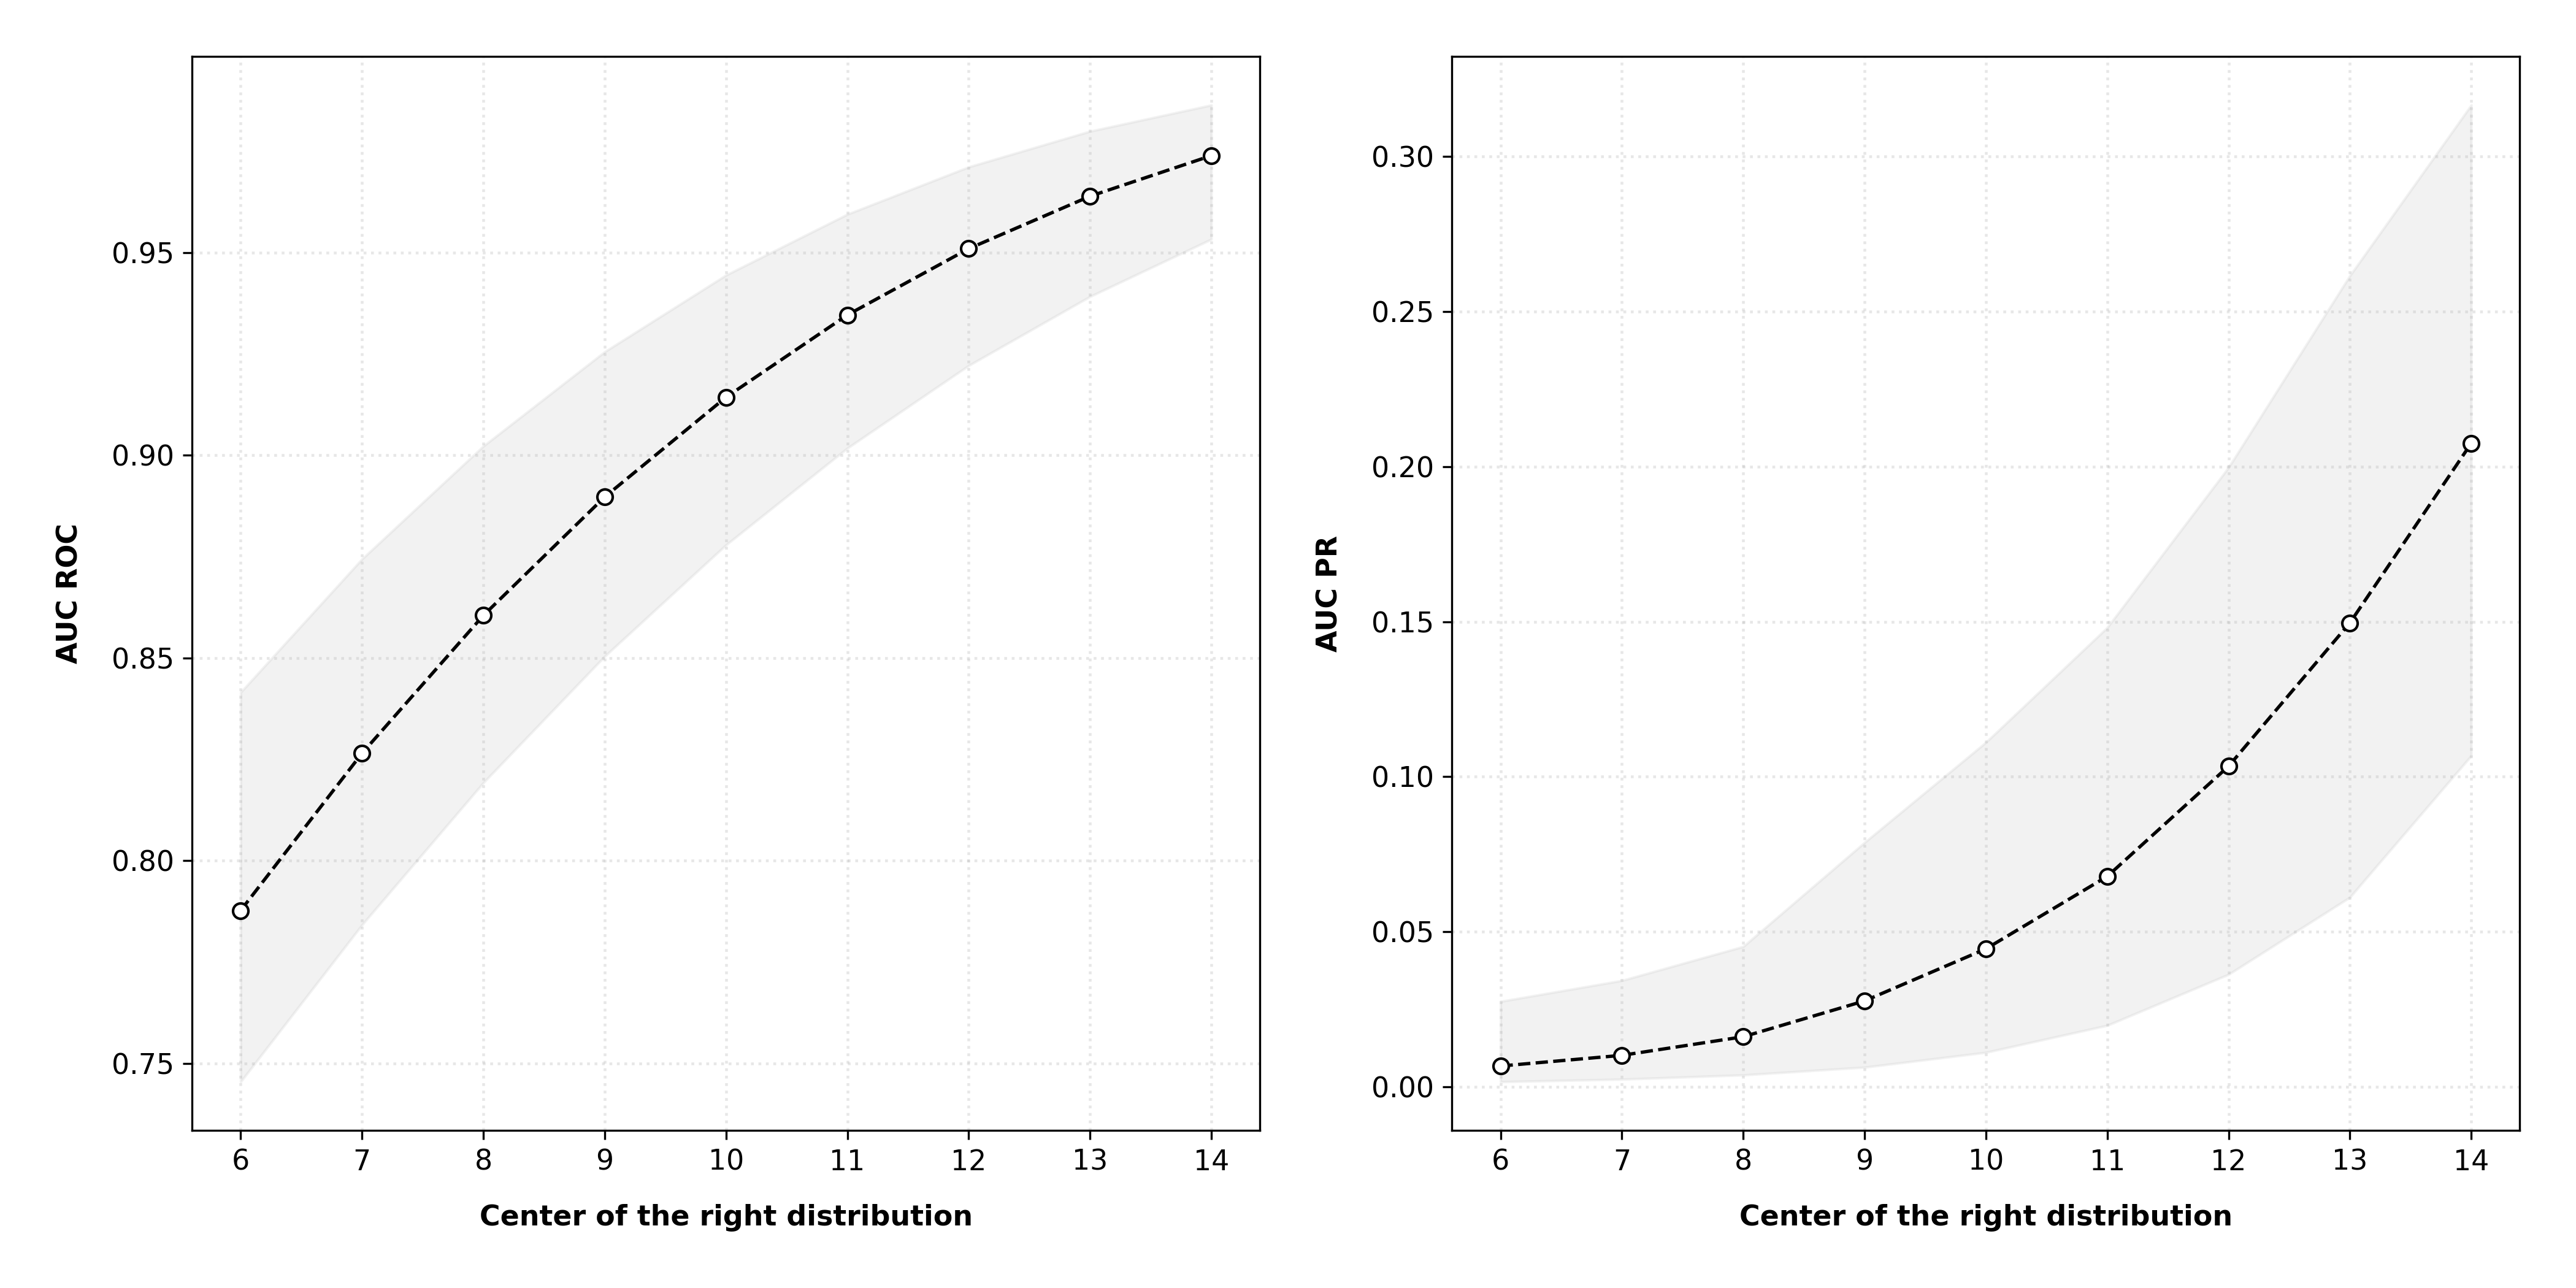 AUC ROC
0.95
0.90
0.85
0.80
0.75
6 7 8 9 10 11 12 13 14
Center of the right distribution
AUC PR
0.30
0.25
0.20
0.15
0.10
0.05
0.00
6 7 8 9 10 11 12 13 14
Center of the right distribution